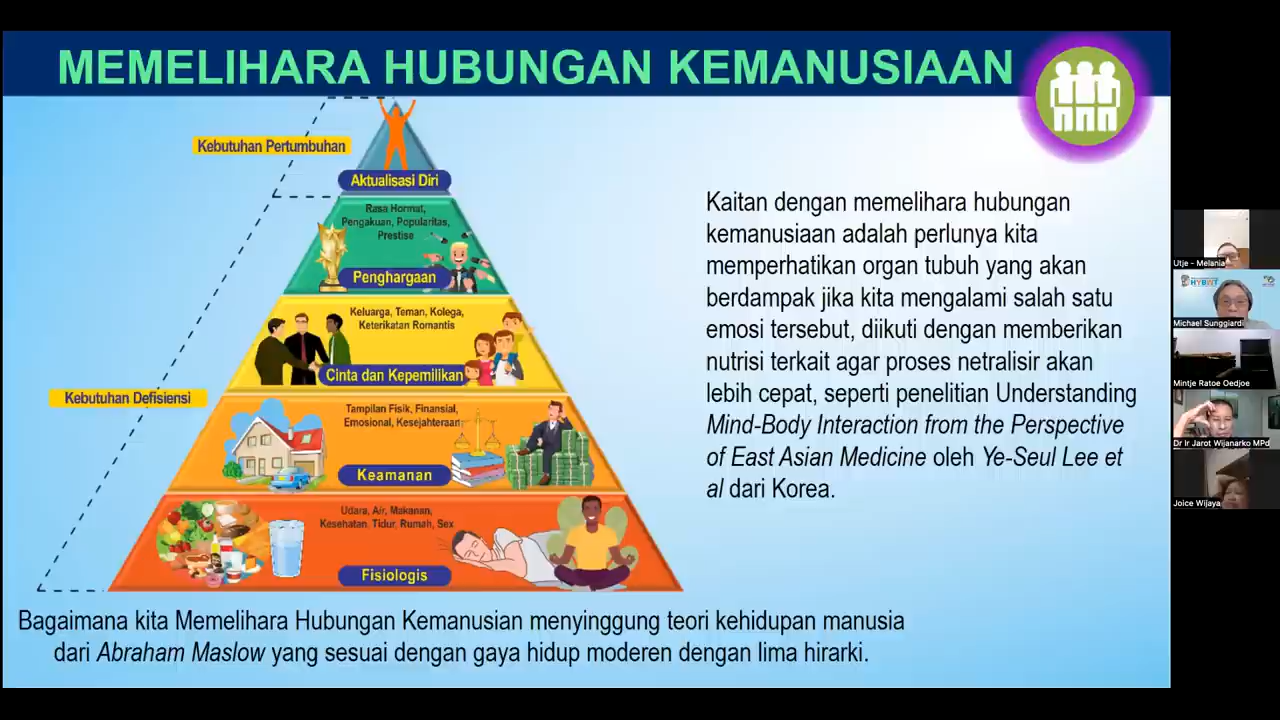 MEMELIHARA HUBUNGAN KEMANUSIAAN
Kebutuhan Pertumbuhan
Aktualisasi Diri
Rasa Hormat,
Pengakuan, Popularitas,
Prestise
Penghargaan
Keluarga, Teman, Kolega,
Keterikatan Romantis
Cinta dan Kepemilikan
Kebutuhan Defisiensi
Tampilan Fisik, Finansial,
Emosional, Kesejahteraan
Keamanan
Udara, Air, Makanan,
Kesehatan, Tidur, Rumah, Sex
Fisiologis
Kaitan dengan memelihara hubungan
kemanusiaan adalah perlunya kita
memperhatikan organ tubuh yang akan
berdampak jika kita mengalami salah satu
emosi tersebut, diikuti dengan memberikan
nutrisi terkait agar proses netralisir akan
lebih cepat, seperti penelitian Understanding
Mind-Body Interaction from the Perspective
of East Asian Medicine oleh Ye-Seul Lee et
al dari Korea.
Bagaimana kita Memelihara Hubungan Kemanusian menyinggung teori kehidupan manusia
dari Abraham Maslow yang sesuai dengan gaya hidup moderen dengan lima hirarki.
Utje - Melania
Michael Sunggiardi
Mintje Ratoe Oedjoe
Dr Ir Jarot Wijanarko MPd
Joice Wijaya